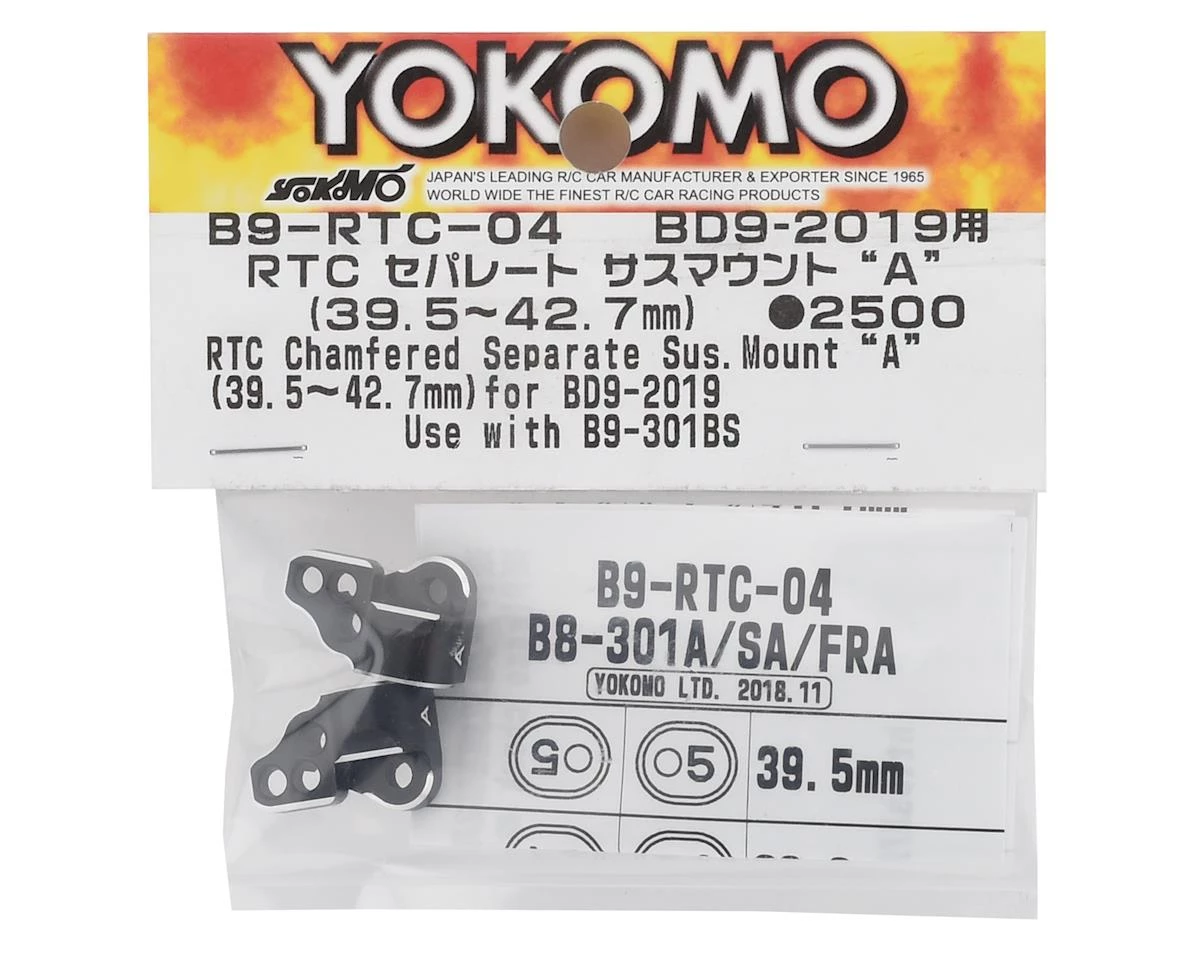 YOKOMO
YOKOMO JAPAN'S LEADING R/C CAR MANUFACTURER & EXPORTER SINCE 1965
WORLD WIDE THE FINEST R/C CAR RACING PRODUCTS
B9-RTC-04 BD9-2019用
RTC セパレート サスマウント “A”
(39.5~42.7mm) ●2500
RTC Chamfered Separate Sus. Mount “A”
(39.5~42.7mm) for BD9-2019
Use with B9-301BS
B9-RTC-04
B8-301A/SA/FRA
YOKOMO LTD. 2018.11
5 5 39.5mm
A
A